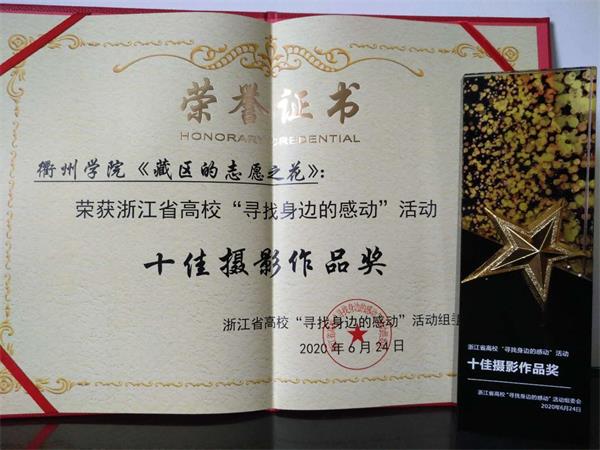 荣誉证书
HONORARY CREDENTIAL
衢州学院《藏区的志愿之花》：
荣获浙江省高校“寻找身边的感动”活动
十佳摄影作品奖
浙江省高校“寻找身边的感动”活动组
2020年6月24日
浙江省高校“寻找身边的感动”活动
十佳摄影作品奖
浙江省高校“寻找身边的感动”活动组委会
2020年6月24日